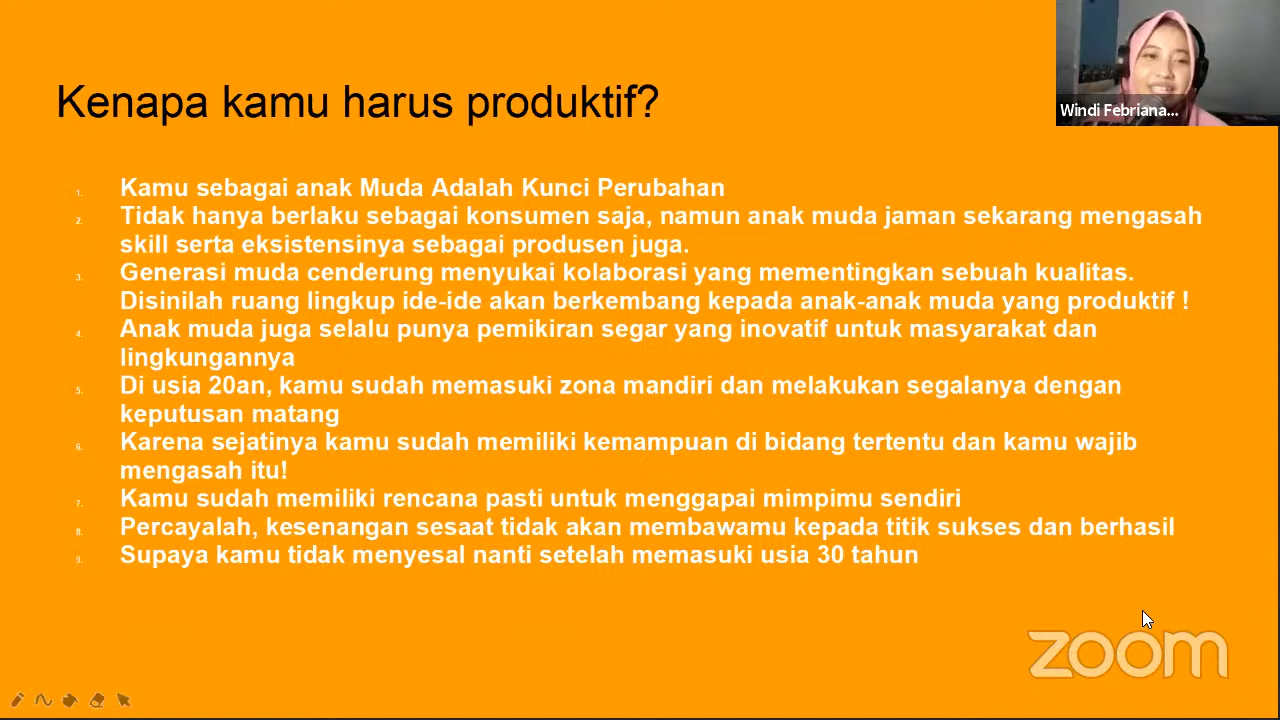 Kenapa kamu harus produktif?
Windi Febriana...
1. Kamu sebagai anak Muda Adalah Kunci Perubahan
2. Tidak hanya berlaku sebagai konsumen saja, namun anak muda jaman sekarang mengasah
skill serta eksistensinya sebagai produsen juga.
3. Generasi muda cenderung menyukai kolaborasi yang mementingkan sebuah kualitas.
Disinilah ruang lingkup ide-ide akan berkembang kepada anak-anak muda yang produktif !
4. Anak muda juga selalu punya pemikiran segar yang inovatif untuk masyarakat dan
lingkungannya
5. Di usia 20an, kamu sudah memasuki zona mandiri dan melakukan segalanya dengan
keputusan matang
6. Karena sejatinya kamu sudah memiliki kemampuan di bidang tertentu dan kamu wajib
mengasah itu!
7. Kamu sudah memiliki rencana pasti untuk menggapai mimpimu sendiri
8. Percayalah, kesenangan sesaat tidak akan membawamu kepada titik sukses dan berhasil
9. Supaya kamu tidak menyesal nanti setelah memasuki usia 30 tahun
zoom